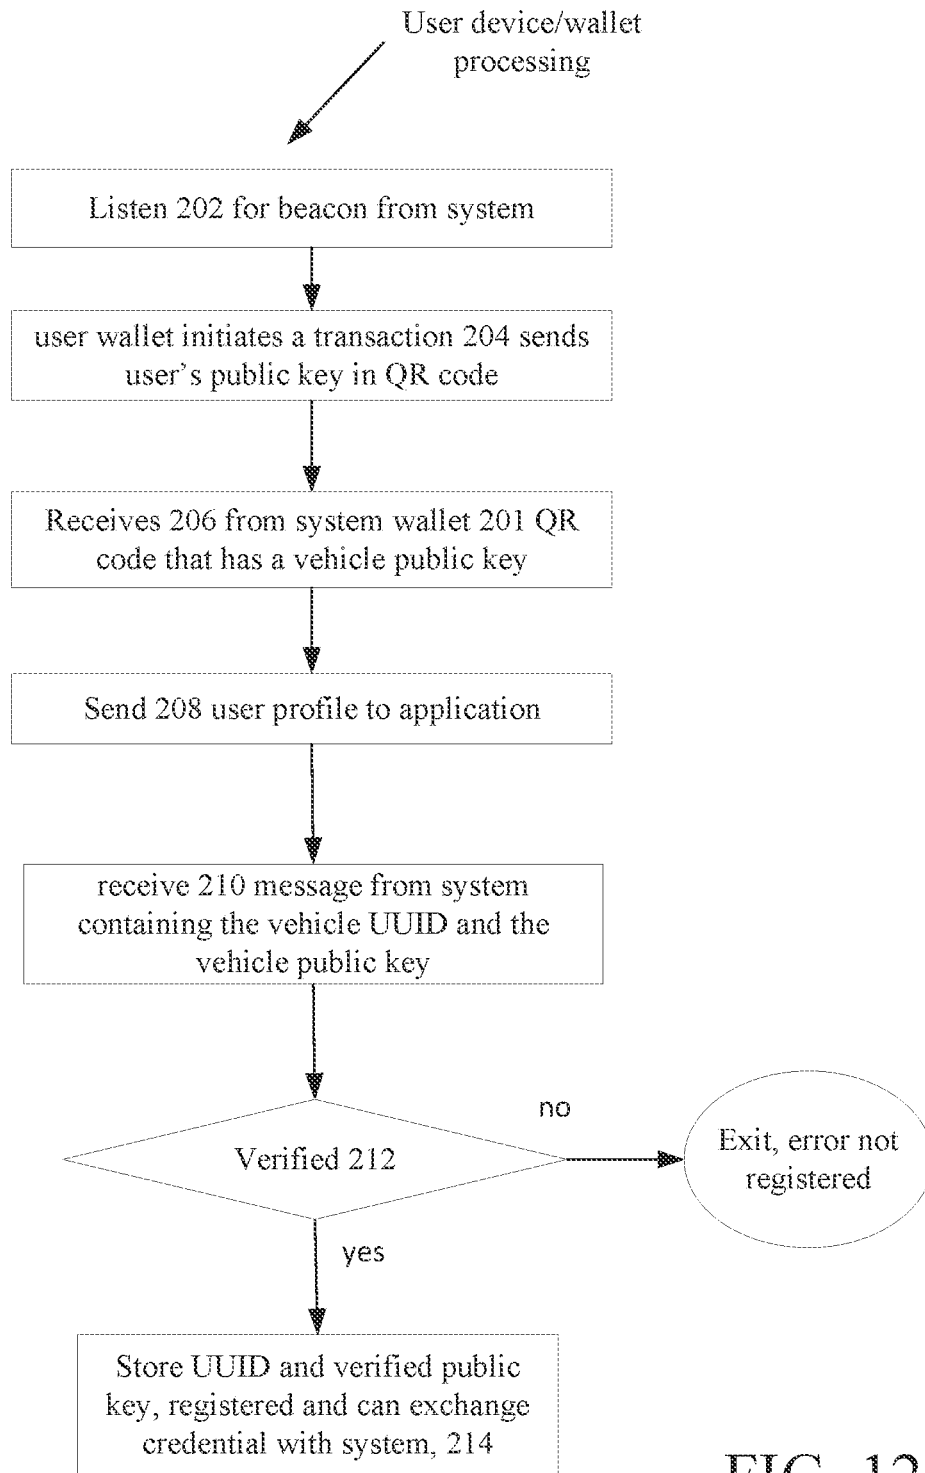 User device/wallet
processing
Listen 202 for beacon from system
user wallet initiates a transaction 204 sends
user's public key in QR code
Receives 206 from system wallet 201 QR
code that has a vehicle public key
Send 208 user profile to application
receive 210 message from system
containing the vehicle UUID and the
vehicle public key
Verified 212
no
Exit, error not
registered
yes
Store UUID and verified public
key, registered and can exchange
credential with system, 214
FIG. 12